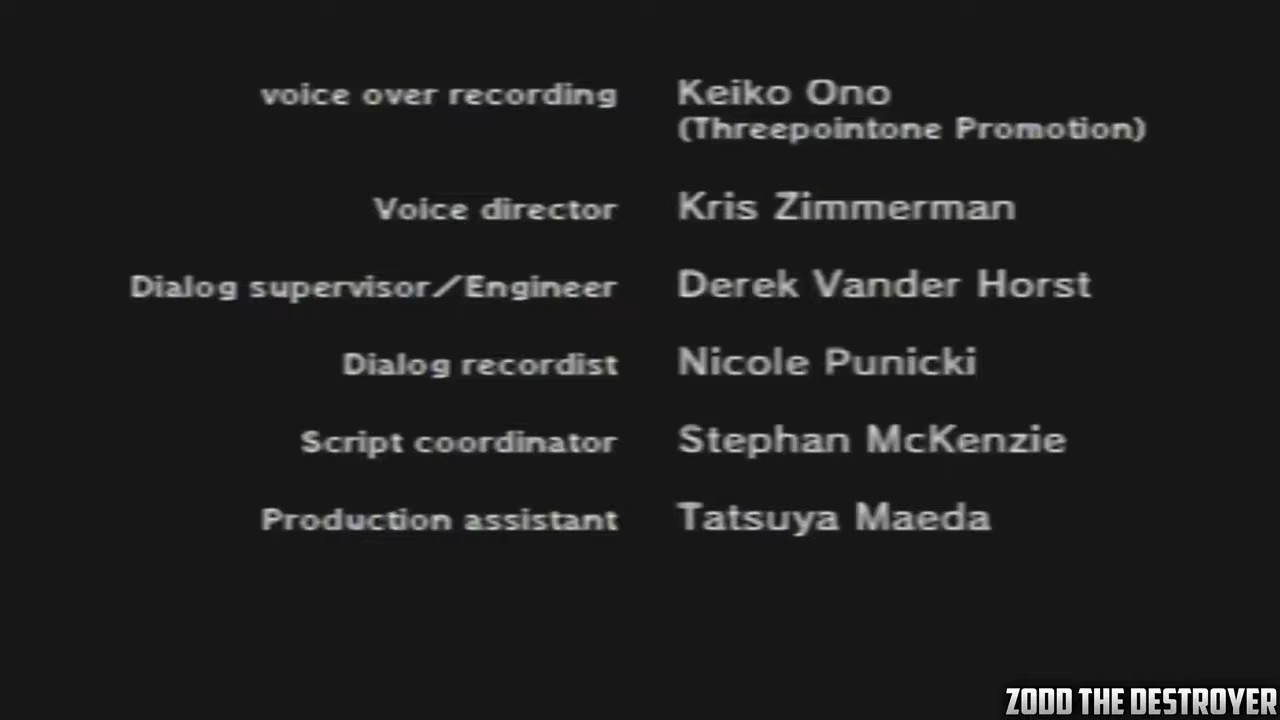 voice over recording Keiko Ono
(Threepointone Promotion)
Voice director Kris Zimmerman
Dialog supervisor/Engineer Derek Vander Horst
Dialog recordist Nicole Punicki
Script coordinator Stephan McKenzie
Production assistant Tatsuya Maeda
ZODD THE DESTROYER